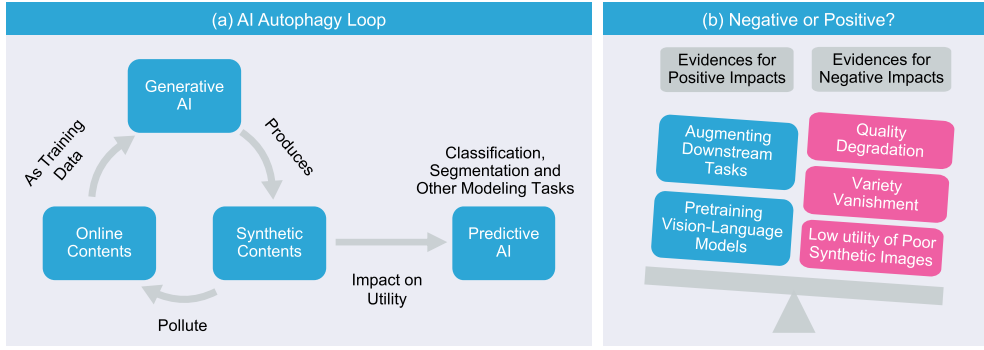 (a) AI Autophagy Loop
Generative
AI
As Training
Data
Produces
Online
Contents
Synthetic
Contents
Pollute
Impact on
Utility
Classification,
Segmentation and
Other Modeling Tasks
Predictive
AI
(b) Negative or Positive?
Evidences for
Positive Impacts
Evidences for
Negative Impacts
Augmenting
Downstream
Tasks
Pretraining
Vision-Language
Models
Quality
Degradation
Variety
Vanishment
Low utility of Poor
Synthetic Images